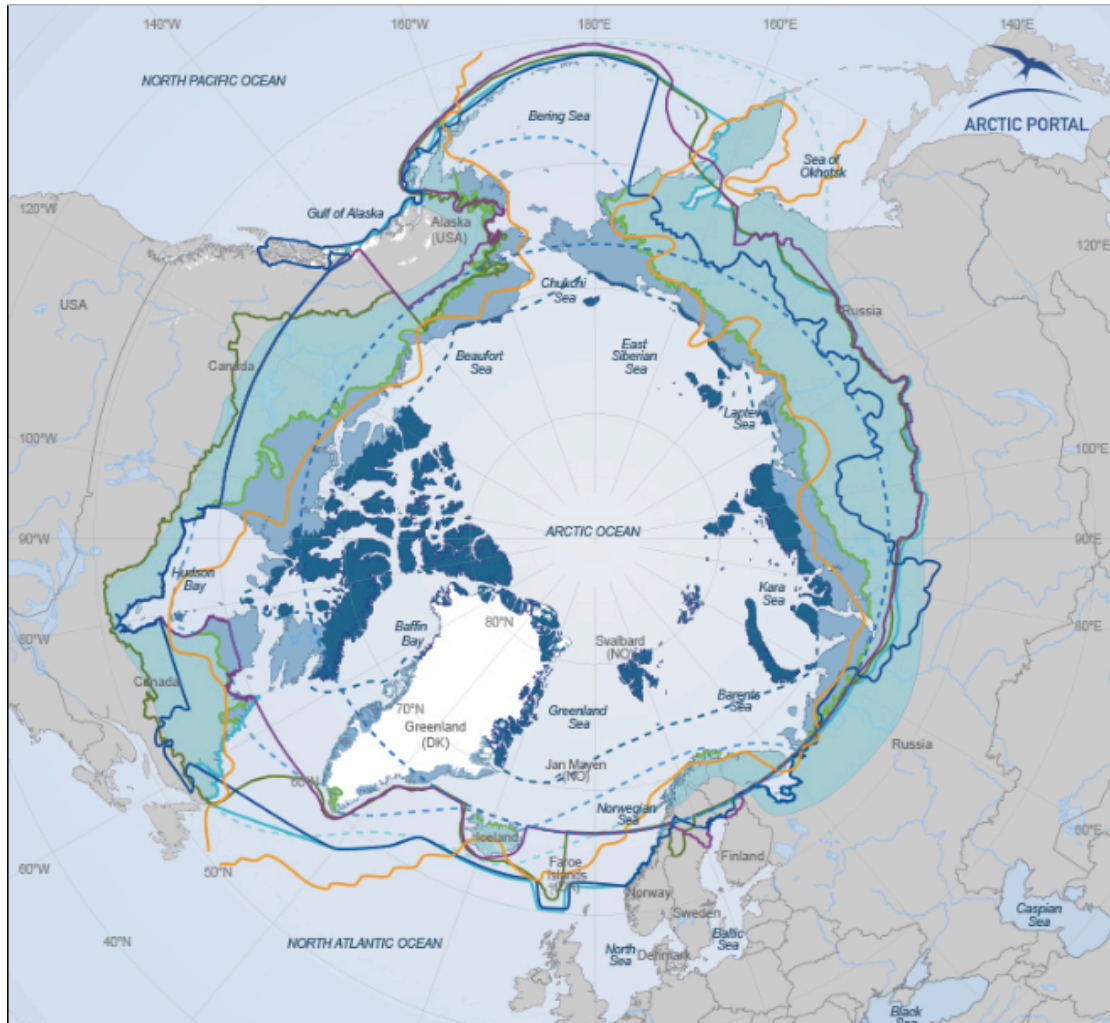 140°W
160°W
180°E
160°E
140°E
NORTH PACIFIC OCEAN
ARCTIC PORTAL
Bering Sea
Sea of
Okhotsk
120°W
Gulf of Alaska
Alaska
(USA)
120°E
USA
Chukchi
Sea
Russia
Canada
Beaufort
Sea
East
Siberian
Sea
Laptev
Sea
100°W
100°E
ARCTIC OCEAN
90°W
90°E
Hudson
Bay
Kara
Sea
80°W
Baffin
Bay
80°N
Svalbard
(NO)
80°E
Canada
70°N
Greenland
(DK)
Greenland
Sea
Barents
Sea
Jan Mayen
(NO)
Russia
60°N
Norwegian
Sea
Iceland
60°E
60°W
50°N
Faroe
Islands
Finland
Norway
Sweden
Caspian
Sea
40°N
NORTH ATLANTIC OCEAN
North
Sea
Denmark
Baltic
Sea
Black
Sea